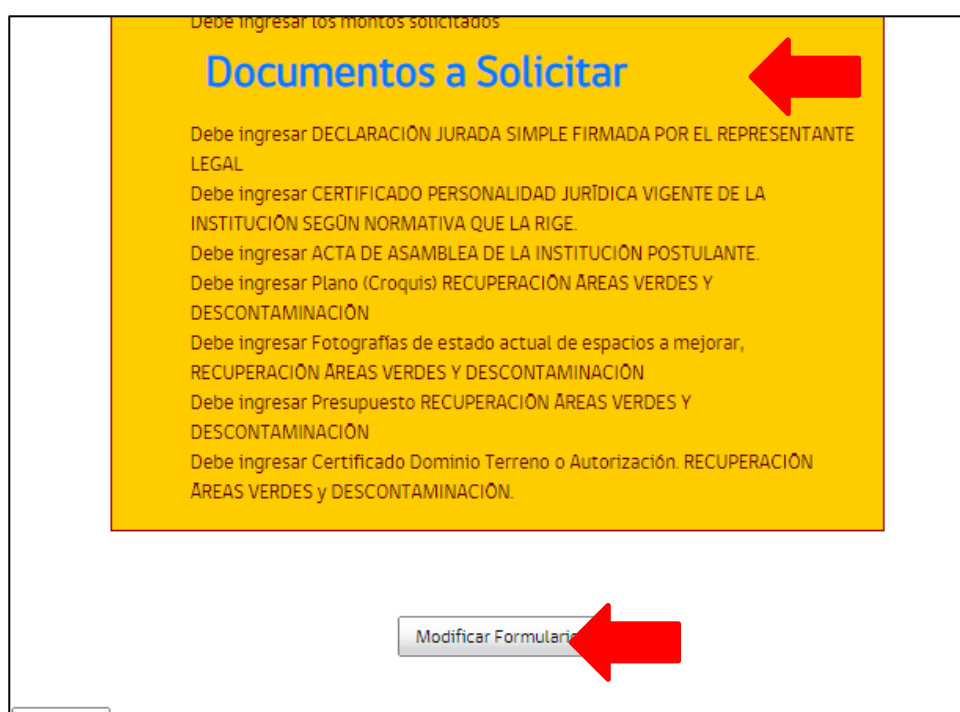 Debe ingresar los montos solicitados
Documentos a Solicitar
Debe ingresar DECLARACIÓN JURADA SIMPLE FIRMADA POR EL REPRESENTANTE
LEGAL
Debe ingresar CERTIFICADO PERSONALIDAD JURÍDICA VIGENTE DE LA
INSTITUCIÓN SEGÚN NORMATIVA QUE LA RIGE.
Debe ingresar ACTA DE ASAMBLEA DE LA INSTITUCIÓN POSTULANTE.
Debe ingresar Plano (Croquis) RECUPERACIÓN ÁREAS VERDES Y
DESCONTAMINACIÓN
Debe ingresar Fotografías de estado actual de espacios a mejorar,
RECUPERACIÓN ÁREAS VERDES Y DESCONTAMINACIÓN
Debe ingresar Presupuesto RECUPERACIÓN ÁREAS VERDES Y
DESCONTAMINACIÓN
Debe ingresar Certificado Dominio Terreno o Autorización. RECUPERACIÓN
ÁREAS VERDES y DESCONTAMINACIÓN.
Modificar Formulario